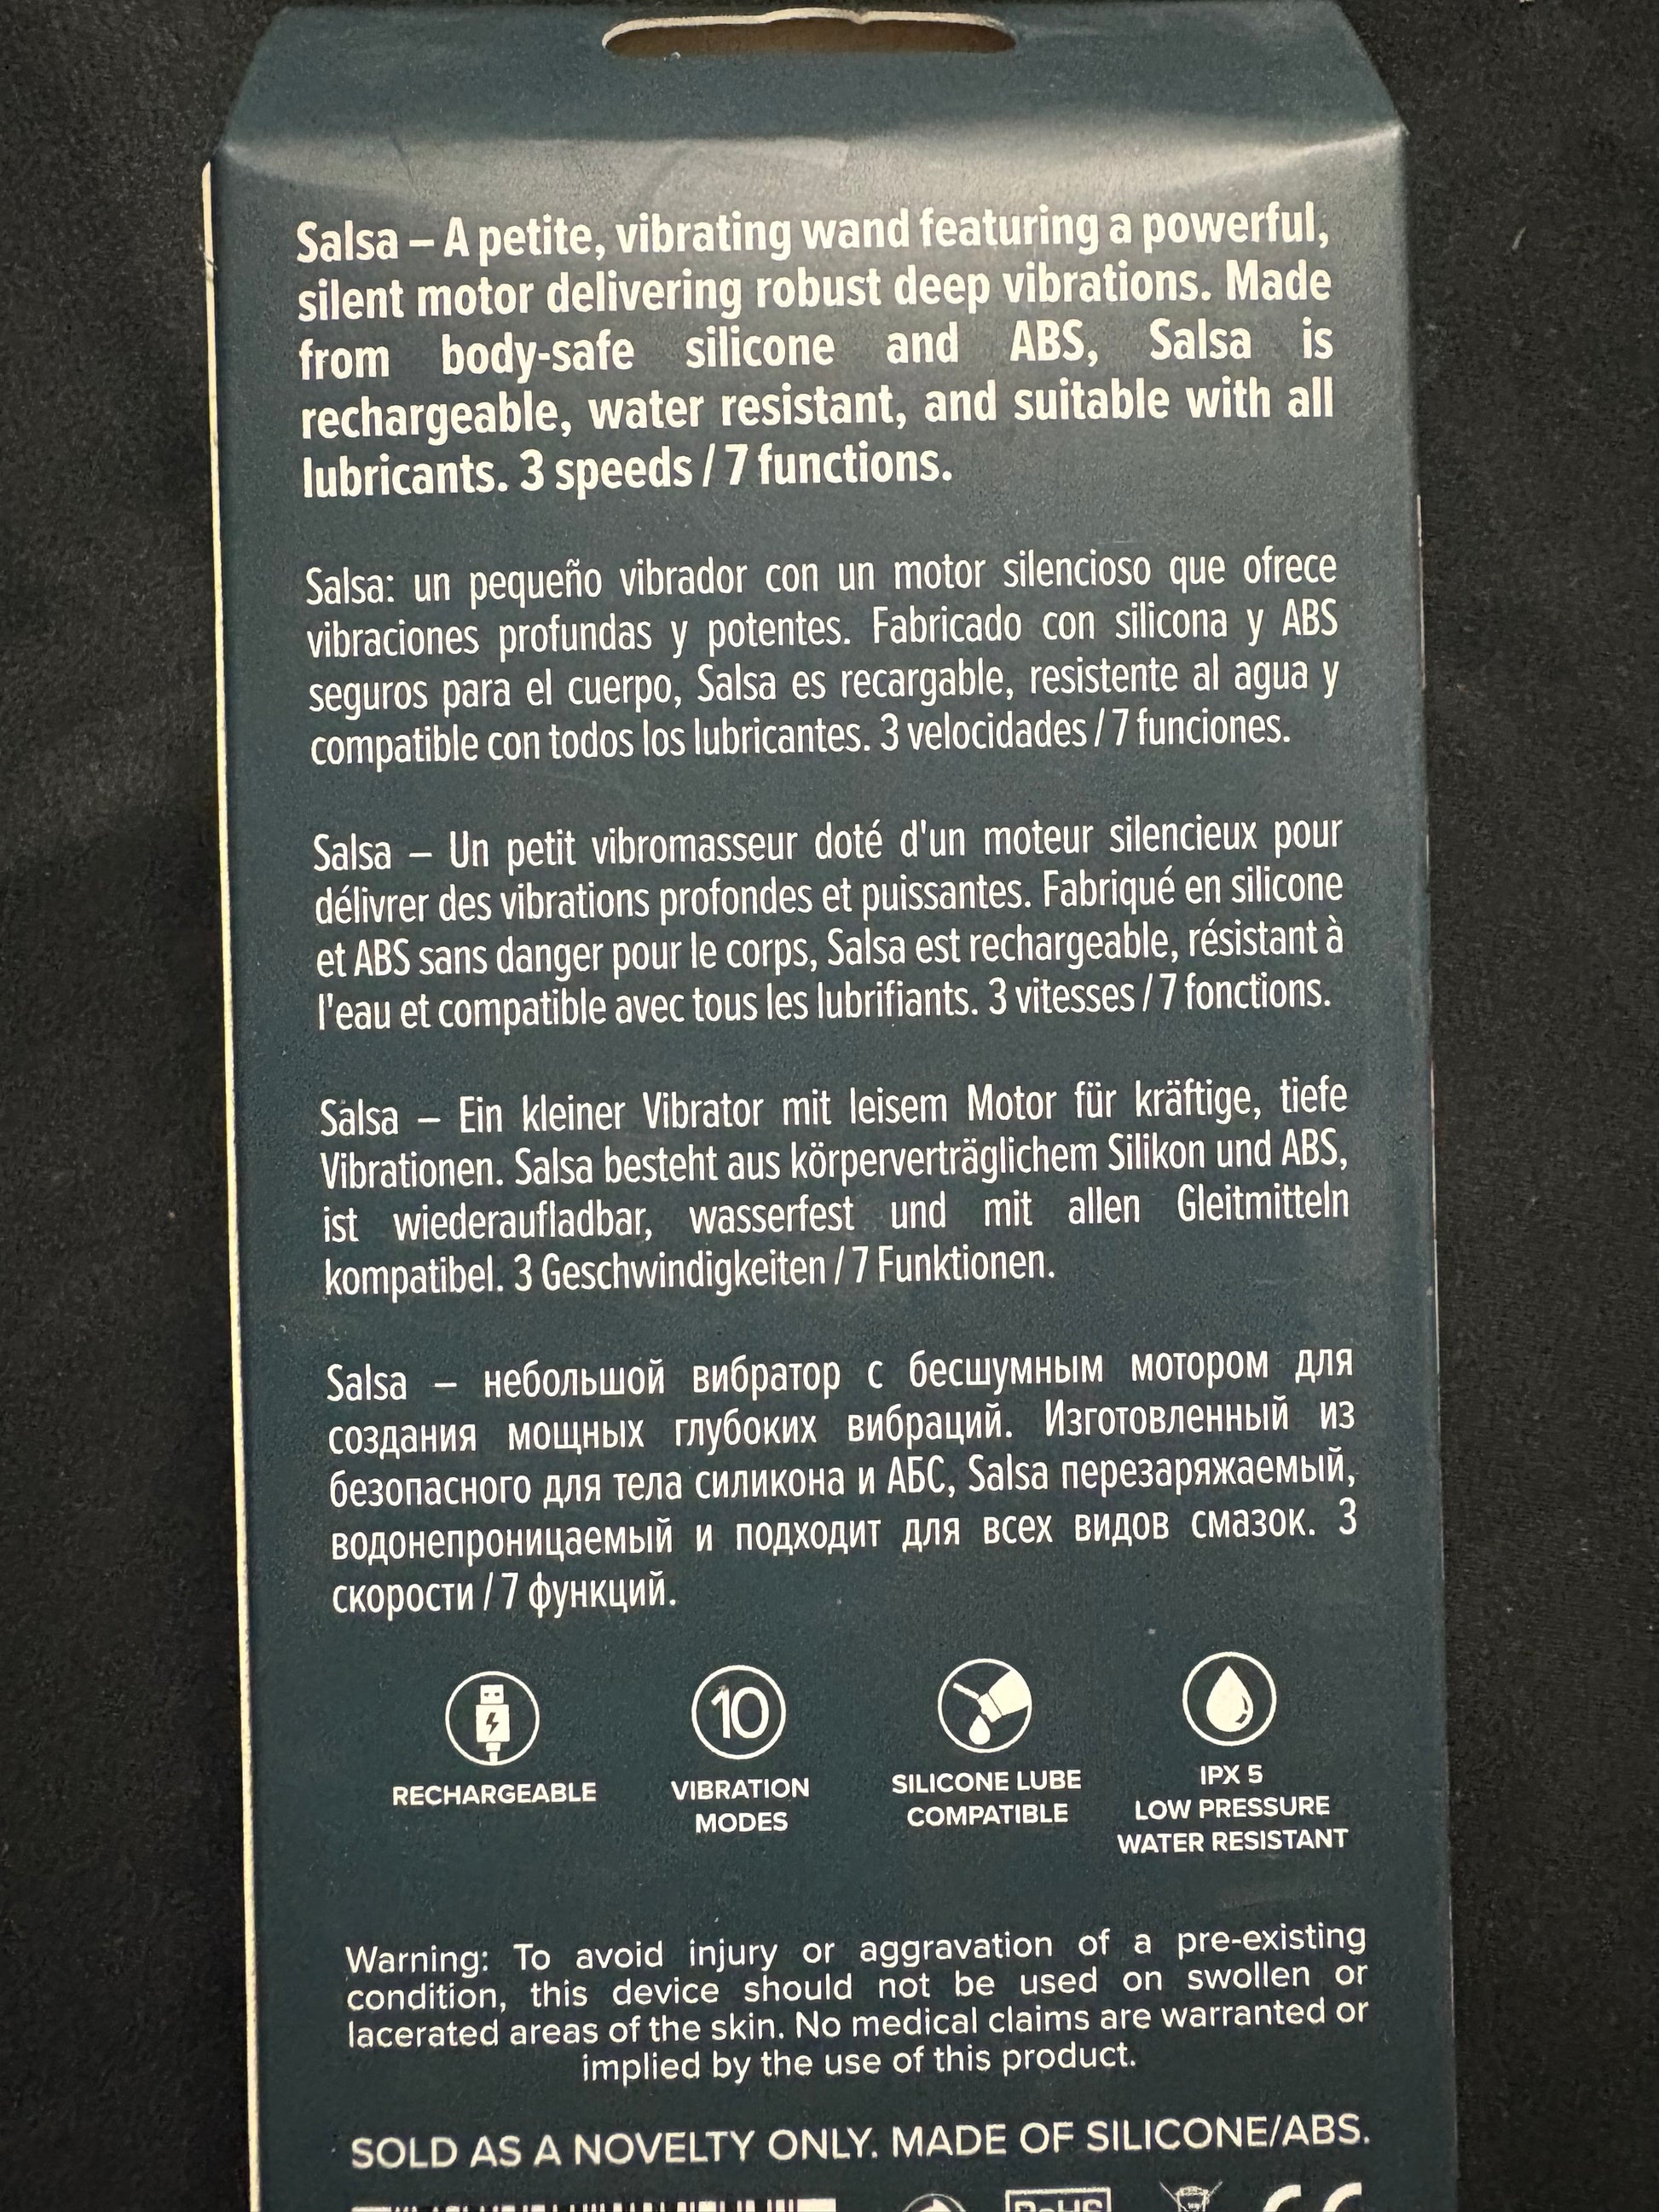 Salsa – A petite, vibrating wand featuring a powerful,
silent motor delivering robust deep vibrations. Made
from body-safe silicone and ABS, Salsa is
rechargeable, water resistant, and suitable with all
lubricants. 3 speeds / 7 functions.
Salsa: un pequeño vibrador con un motor silencioso que ofrece
vibraciones profundas y potentes. Fabricado con silicona y ABS
seguros para el cuerpo, Salsa es recargable, resistente al agua y
compatible con todos los lubricantes. 3 velocidades / 7 funciones.
Salsa – Un petit vibromasseur doté d'un moteur silencieux pour
délivrer des vibrations profondes et puissantes. Fabriqué en silicone
et ABS sans danger pour le corps, Salsa est rechargeable, résistant à
l'eau et compatible avec tous les lubrifiants. 3 vitesses / 7 fonctions.
Salsa – Ein kleiner Vibrator mit leisem Motor für kräftige, tiefe
Vibrationen. Salsa besteht aus körperverträglichem Silikon und ABS,
ist wiederaufladbar, wasserfest und mit allen Gleitmitteln
kompatibel. 3 Geschwindigkeiten / 7 Funktionen.
Salsa – небольшой вибратор с бесшумным мотором для
создания мощных глубоких вибраций. Изготовленный из
безопасного для тела силикона и АБС, Salsa перезаряжаемый,
водонепроницаемый и подходит для всех видов смазок. 3
скорости / 7 функций.
RECHARGEABLE
10
VIBRATION
MODES
SILICONE LUBE
COMPATIBLE
IPX 5
LOW PRESSURE
WATER RESISTANT
Warning: To avoid injury or aggravation of a pre-existing
condition, this device should not be used on swollen or
lacerated areas of the skin. No medical claims are warranted or
implied by the use of this product.
SOLD AS A NOVELTY ONLY. MADE OF SILICONE/ABS.
RoHS CE